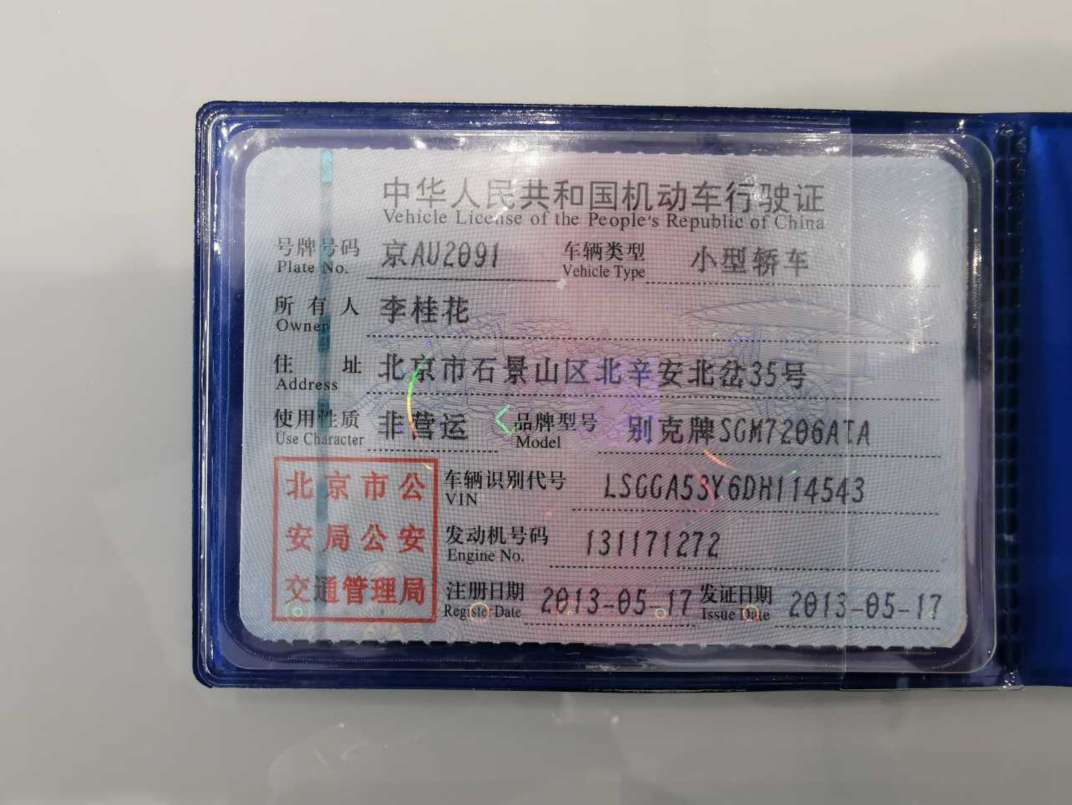 中华人民共和国机动车行驶证
Vehicle License of the People's Republic of China
号牌号码 京AU2091 车辆类型 小型轿车
Plate No. Vehicle Type
所有人 李桂花
Owner
住址 北京市石景山区北辛安北岔35号
Address
使用性质 非营运 品牌型号 别克牌SGM7206ATA
Use Character Model
北京市公
安局公安
交通管理局
车辆识别代号 LSGGA53Y6DH114543
VIN
发动机号码 131171272
Engine No.
注册日期 2013-05-17 发证日期 2013-05-17
Register Date Issue Date